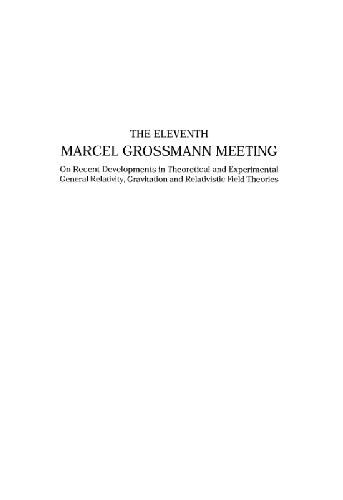 THE ELEVENTH
MARCEL GROSSMANN MEETING
On Recent Developments in Theoretical and Experimental
General Relativity, Gravitation and Relativistic Field Theories